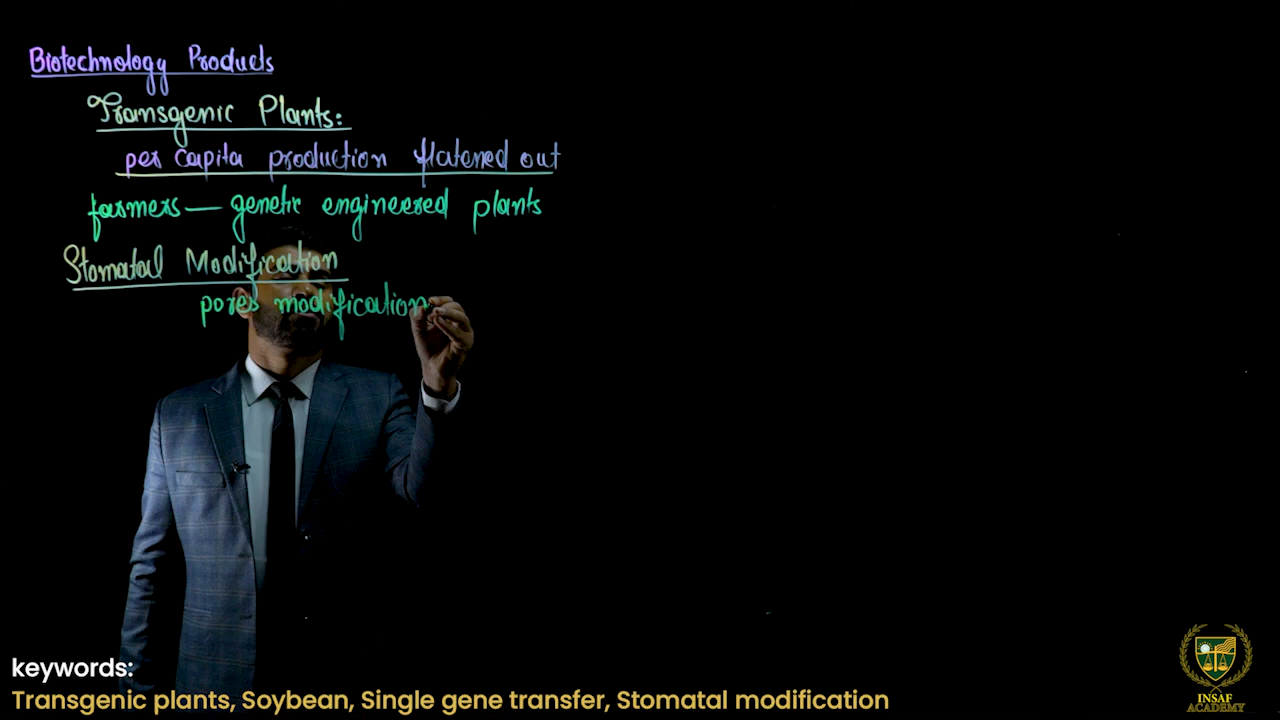 Biotechnology Products
Transgenic Plants:
per capita production flatened out
farmers — genetic engineered plants
Stomatal Modification
pores modification
keywords:
Transgenic plants, Soybean, Single gene transfer, Stomatal modification
INSAF
ACADEMY